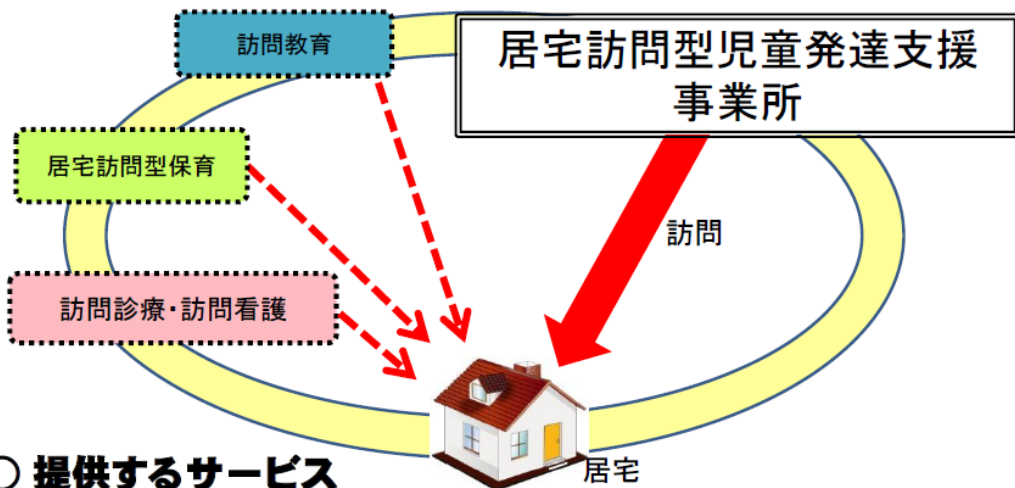 訪問教育
居宅訪問型児童発達支援
事業所
居宅訪問型保育
訪問
訪問診療・訪問看護
居宅
○ 提供するサービス